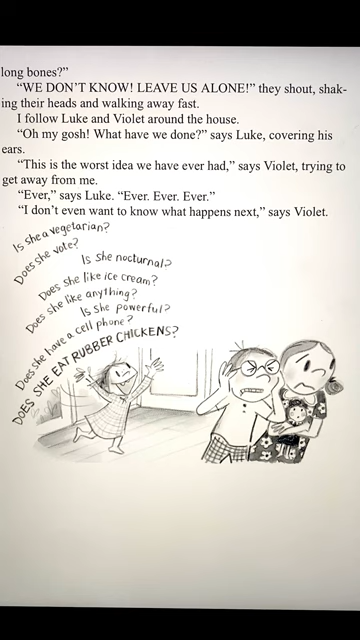 long bones?”
“WE DON’T KNOW! LEAVE US ALONE!” they shout, shak-
ing their heads and walking away fast.
I follow Luke and Violet around the house.
“Oh my gosh! What have we done?” says Luke, covering his
ears.
“This is the worst idea we have ever had,” says Violet, trying to
get away from me.
“Ever,” says Luke. “Ever. Ever. Ever.”
“I don’t even want to know what happens next,” says Violet.
Is she a vegetarian?
Does she vote?
Is she nocturnal?
Does she like ice cream?
Does she like anything?
Is she powerful?
Does she have a cell phone?
DOES SHE EAT RUBBER CHICKENS?